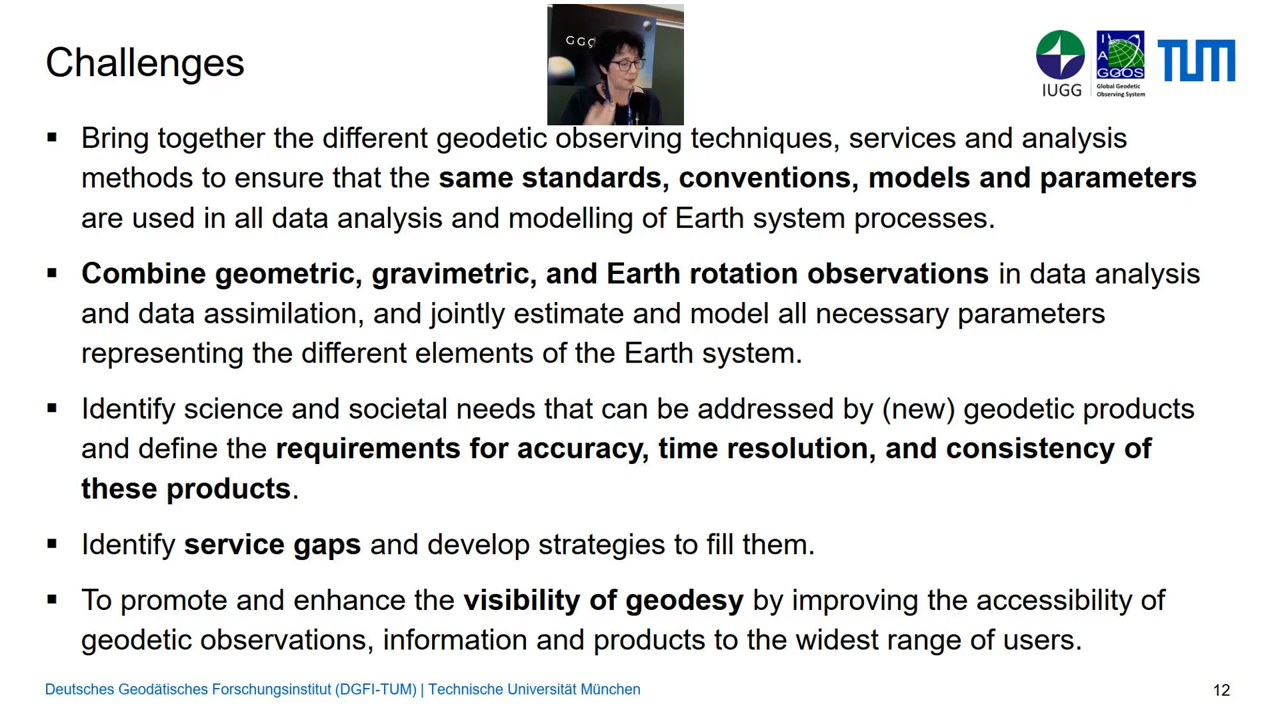 Challenges
GGO
IUGG
I
A
GGOS
Global Geodetic
Observing System
TUM
▪ Bring together the different geodetic observing techniques, services and analysis
methods to ensure that the same standards, conventions, models and parameters
are used in all data analysis and modelling of Earth system processes.
▪ Combine geometric, gravimetric, and Earth rotation observations in data analysis
and data assimilation, and jointly estimate and model all necessary parameters
representing the different elements of the Earth system.
▪ Identify science and societal needs that can be addressed by (new) geodetic products
and define the requirements for accuracy, time resolution, and consistency of
these products.
▪ Identify service gaps and develop strategies to fill them.
▪ To promote and enhance the visibility of geodesy by improving the accessibility of
geodetic observations, information and products to the widest range of users.
Deutsches Geodätisches Forschungsinstitut (DGFI-TUM) | Technische Universität München
12